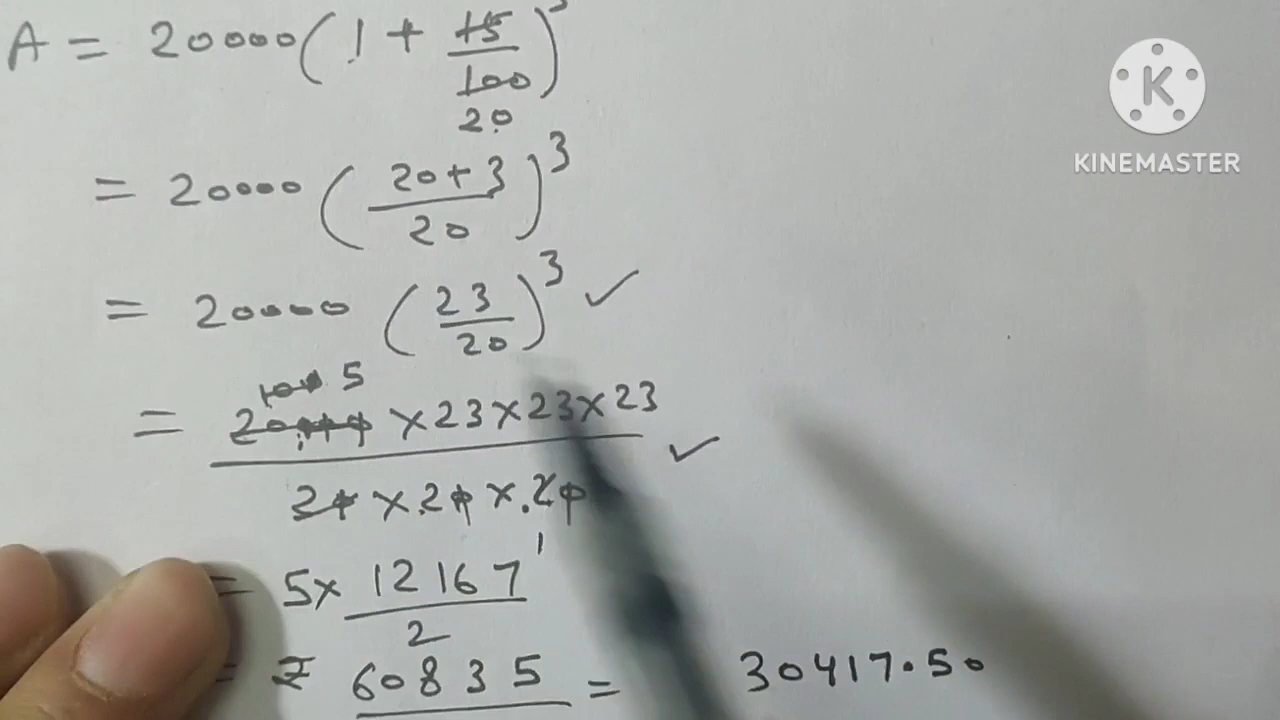 A = 20000(1 + 15/100)³
20
= 20000 (20+3/20)³
= 20000 (23/20)³ ✓
5
= 20000 × 23 × 23 × 23 / 20 × 20 × 20 ✓
1
= 5 × 12167 / 2
= ₹ 60835 = 30417.50
K
KINEMASTER